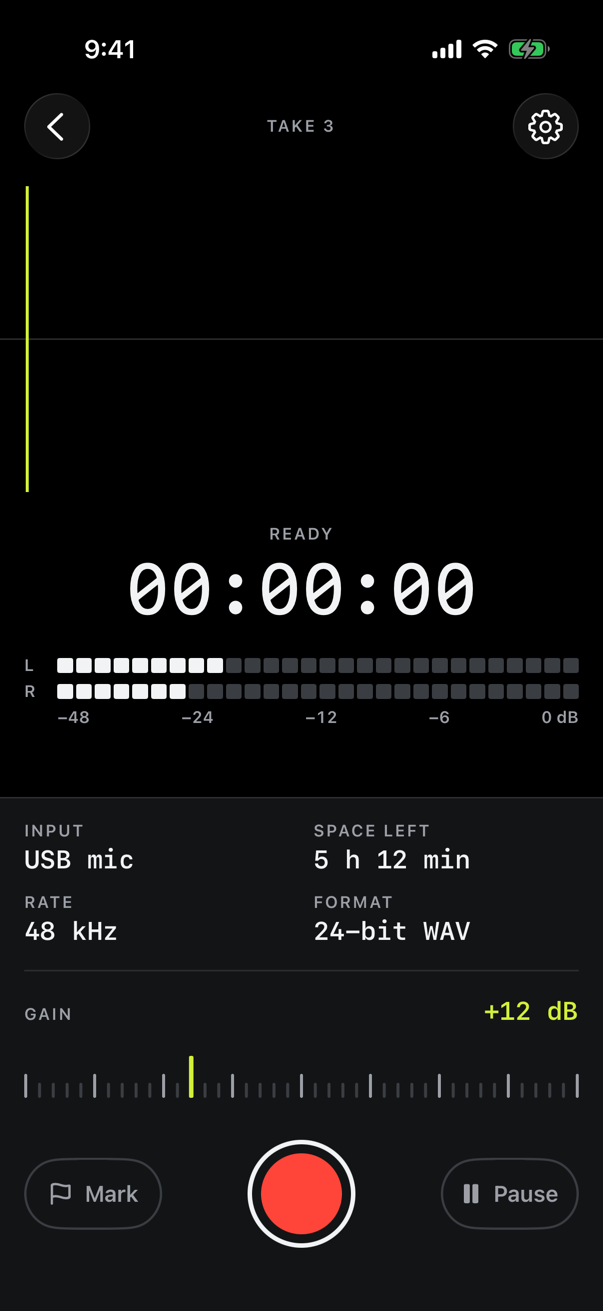 9:41
TAKE 3
READY
00:00:00
L
R
−48 −24 −12 −6 0 dB
INPUT SPACE LEFT
USB mic 5 h 12 min
RATE FORMAT
48 kHz 24-bit WAV
GAIN +12 dB
Mark Pause